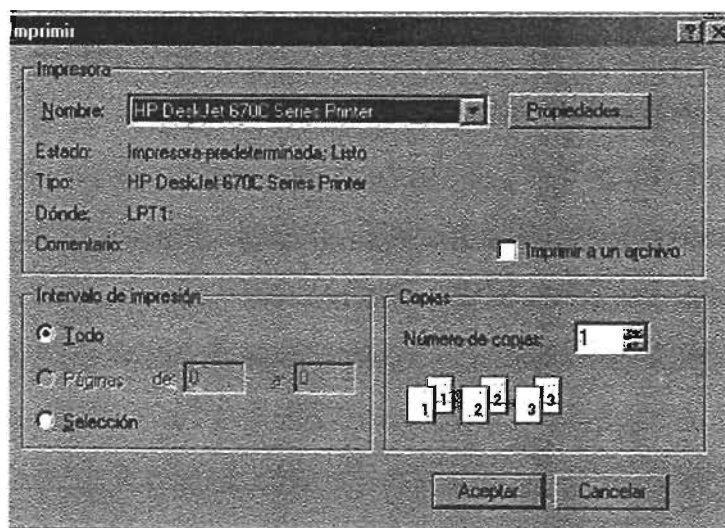 Imprimir
Impresora
Nombre: HP DeskJet 670C Series Printer Propiedades...
Estado: Impresora predeterminada; Listo
Tipo: HP DeskJet 670C Series Printer
Dónde: LPT1:
Comentario:
Imprimir a un archivo
Intervalo de impresión
Todo
Páginas de: 0 a: 0
Selección
Copias
Número de copias: 1
1 1 2 2 3 3
Aceptar Cancelar